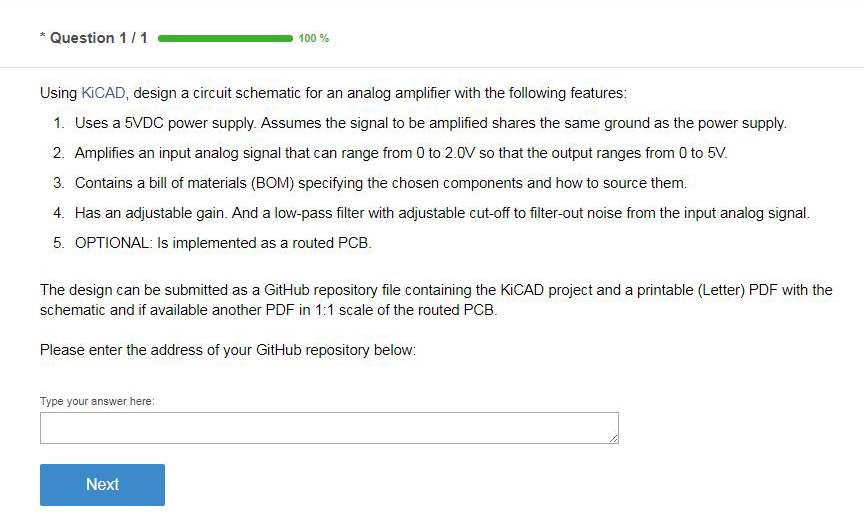 * Question 1 / 1 100 %
Using KiCAD, design a circuit schematic for an analog amplifier with the following features:
1. Uses a 5VDC power supply. Assumes the signal to be amplified shares the same ground as the power supply.
2. Amplifies an input analog signal that can range from 0 to 2.0V so that the output ranges from 0 to 5V.
3. Contains a bill of materials (BOM) specifying the chosen components and how to source them.
4. Has an adjustable gain. And a low-pass filter with adjustable cut-off to filter-out noise from the input analog signal.
5. OPTIONAL: Is implemented as a routed PCB.
The design can be submitted as a GitHub repository file containing the KiCAD project and a printable (Letter) PDF with the
schematic and if available another PDF in 1:1 scale of the routed PCB.
Please enter the address of your GitHub repository below:
Type your answer here:
Next